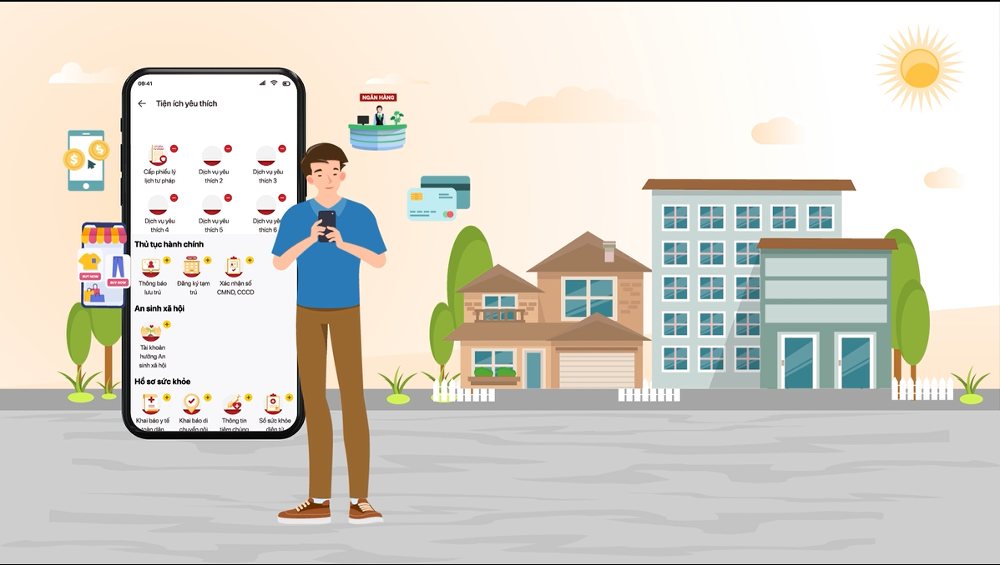 09:41
Tiện ích yêu thích
NGÂN HÀNG
Cấp phiếu lý
lịch tư pháp
Dịch vụ yêu
thích 2
Dịch vụ yêu
thích 3
Dịch vụ yêu
thích 4
Dịch vụ yêu
thích 5
Dịch vụ yêu
thích 6
Thủ tục hành chính
Thông báo
lưu trú
Đăng ký tạm
trú
Xác nhận số
CMND, CCCD
BUY NOW
BUY NOW
An sinh xã hội
Tài khoản
hưởng An
sinh xã hội
Hồ sơ sức khỏe
Khai báo y tế
toàn dân
Khai báo di
chuyển nội
Thông tin
tiêm chủng
Sổ sức khỏe
điện tử